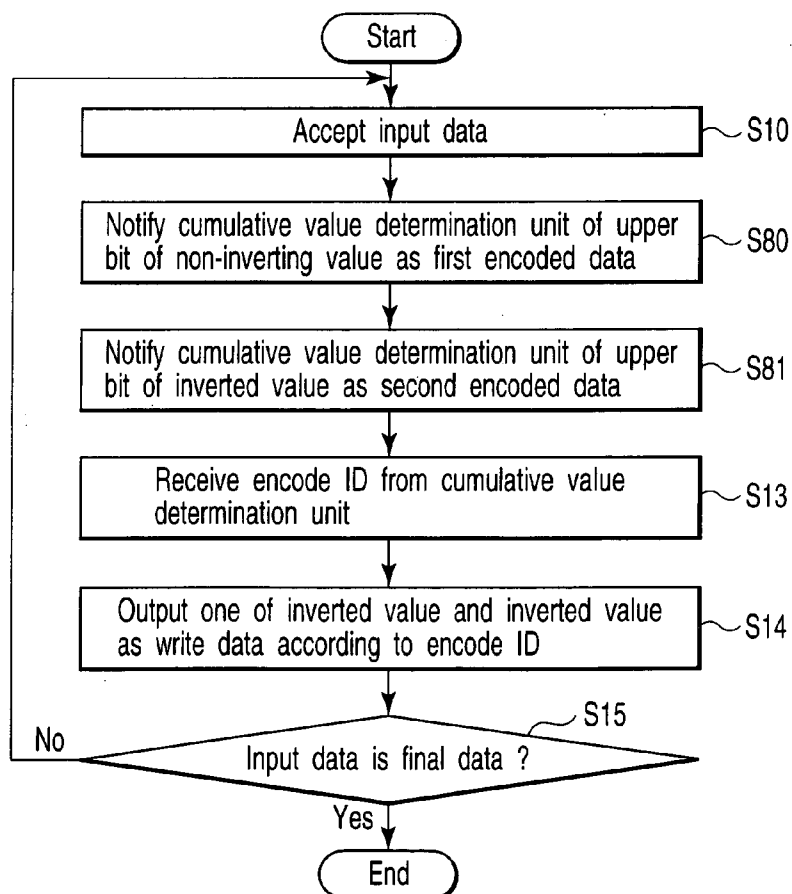 Start
Accept input data
S10
Notify cumulative value determination unit of upper
bit of non-inverting value as first encoded data
S80
Notify cumulative value determination unit of upper
bit of inverted value as second encoded data
S81
Receive encode ID from cumulative value
determination unit
S13
Output one of inverted value and inverted value
as write data according to encode ID
S14
S15
Input data is final data ?
No
Yes
End